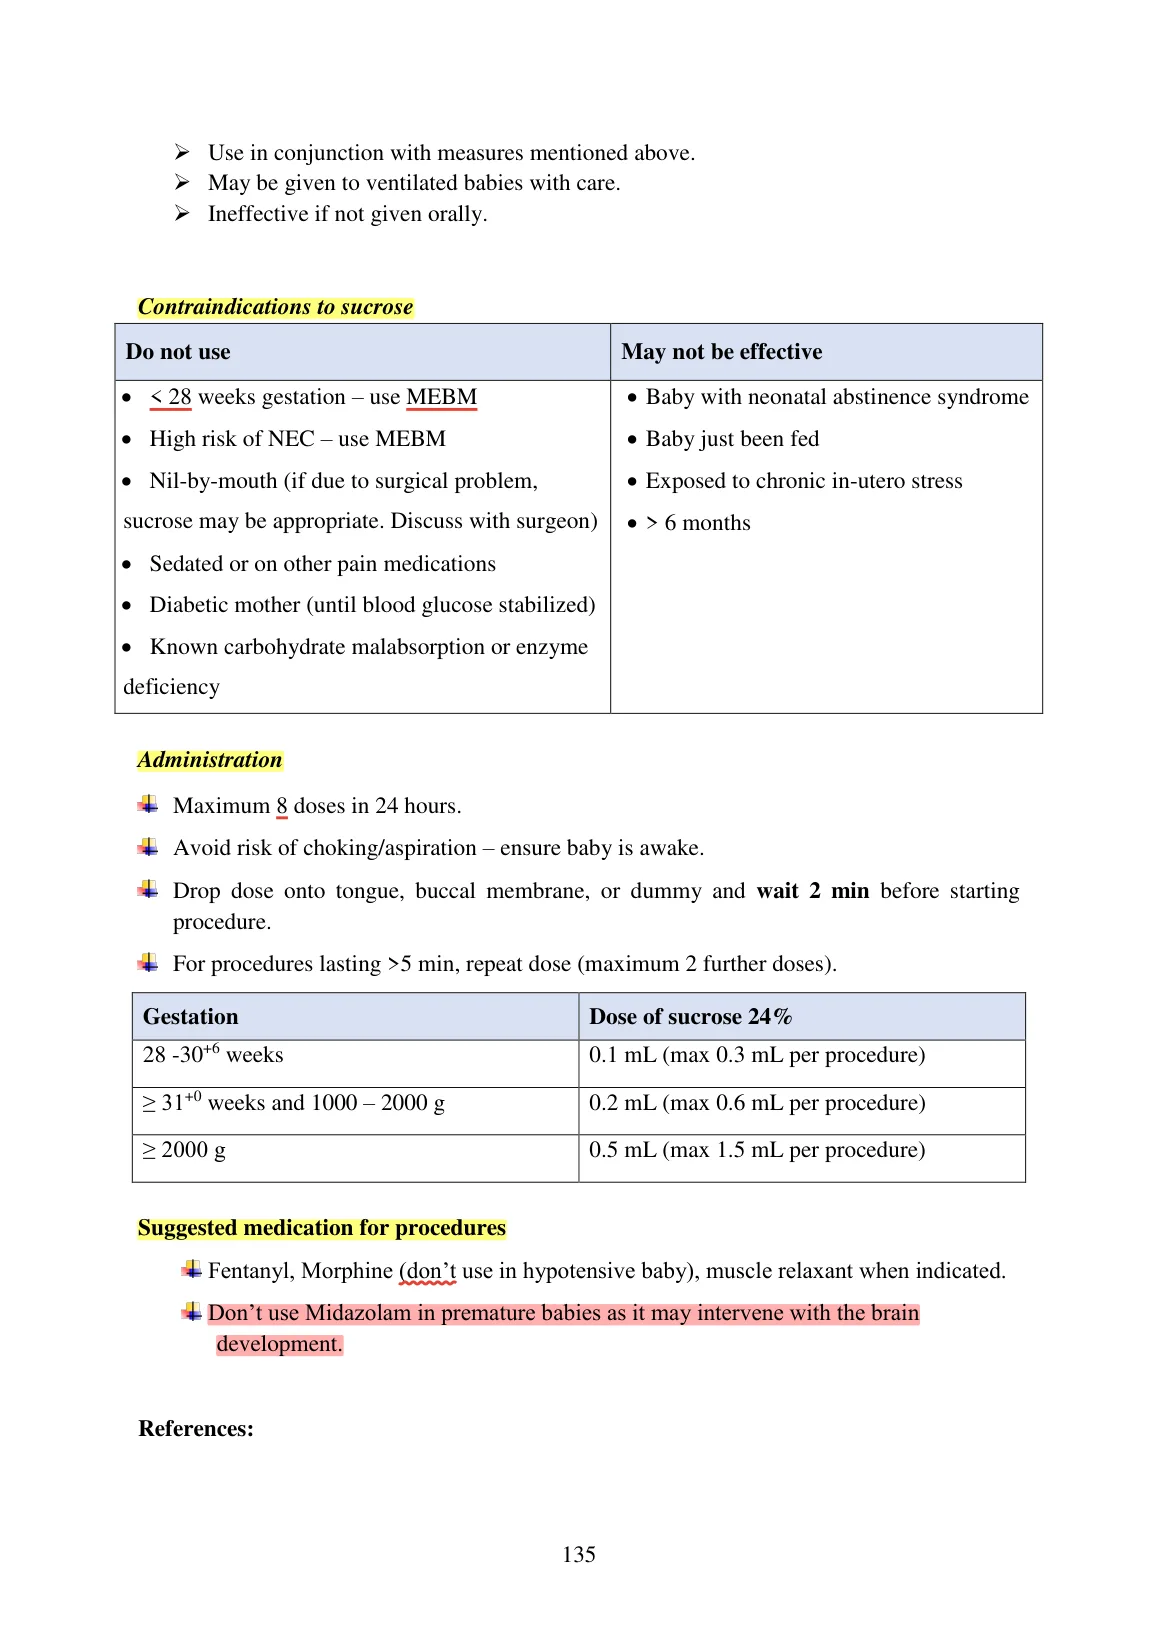 ➢ Use in conjunction with measures mentioned above.
➢ May be given to ventilated babies with care.
➢ Ineffective if not given orally.
Contraindications to sucrose
Do not use
May not be effective
• < 28 weeks gestation – use MEBM
• High risk of NEC – use MEBM
• Nil-by-mouth (if due to surgical problem,
sucrose may be appropriate. Discuss with surgeon)
• Sedated or on other pain medications
• Diabetic mother (until blood glucose stabilized)
• Known carbohydrate malabsorption or enzyme
deficiency
• Baby with neonatal abstinence syndrome
• Baby just been fed
• Exposed to chronic in-utero stress
• > 6 months
Administration
Maximum 8 doses in 24 hours.
Avoid risk of choking/aspiration – ensure baby is awake.
Drop dose onto tongue, buccal membrane, or dummy and wait 2 min before starting
procedure.
For procedures lasting >5 min, repeat dose (maximum 2 further doses).
Gestation
Dose of sucrose 24%
28 -30+6 weeks
0.1 mL (max 0.3 mL per procedure)
≥ 31+0 weeks and 1000 – 2000 g
0.2 mL (max 0.6 mL per procedure)
≥ 2000 g
0.5 mL (max 1.5 mL per procedure)
Suggested medication for procedures
Fentanyl, Morphine (don’t use in hypotensive baby), muscle relaxant when indicated.
Don’t use Midazolam in premature babies as it may intervene with the brain
development.
References:
135